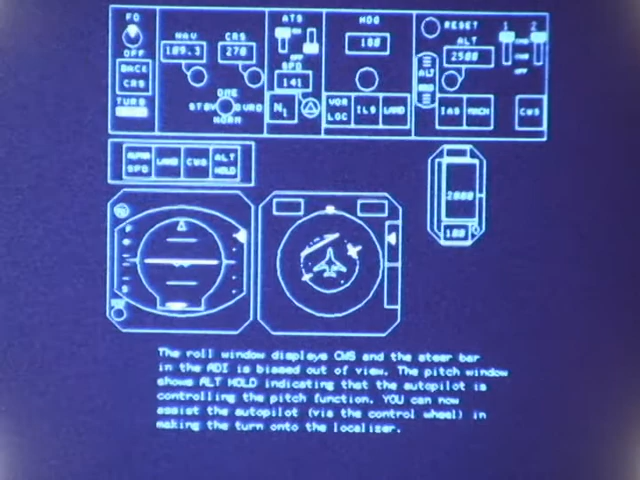 FD
OFF
BACK
CRS
TURB
NAV
109.3
CRS
270
DME
STBY
OVRD
NORM
ATS
OFF
SPD
141
N1
HDG
180
VOR
LOC
ILS
LAND
RESET
ALT
2500
1 2
CMD
OFF
ALT
IAS
MACH
CWS
SPD
LAND
CWS
ALT
HOLD
2000
180
The roll window displays CWS and the steer bar
in the ADI is biased out of view. The pitch window
shows ALT HOLD indicating that the autopilot is
controlling the pitch function. YOU can now
assist the autopilot (via the control wheel) in
making the turn onto the localizer.